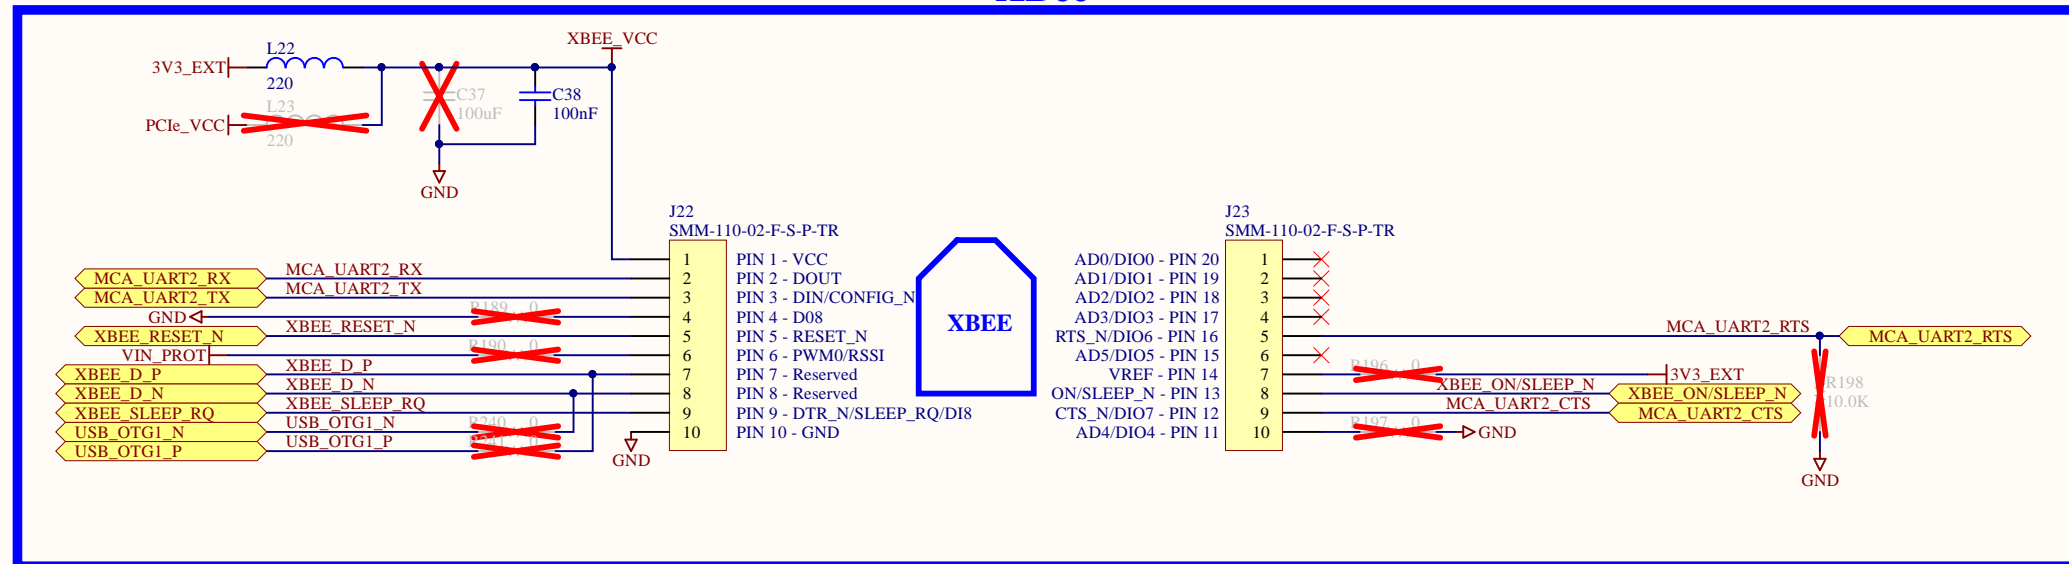 L22
3V3_EXT
220
L23
PCIe_VCC
220
XBEE_VCC
C37
100uF
C38
100nF
GND
J22
SMM-110-02-F-S-P-TR
1 PIN 1 - VCC
MCA_UART2_RX MCA_UART2_RX 2 PIN 2 - DOUT
MCA_UART2_TX MCA_UART2_TX 3 PIN 3 - DIN/CONFIG_N
GND R189 0 4 PIN 4 - D08
XBEE_RESET_N XBEE_RESET_N 5 PIN 5 - RESET_N
VIN_PROT R190 0 6 PIN 6 - PWM0/RSSI
XBEE_D_P XBEE_D_P 7 PIN 7 - Reserved
XBEE_D_N XBEE_D_N 8 PIN 8 - Reserved
XBEE_SLEEP_RQ XBEE_SLEEP_RQ 9 PIN 9 - DTR_N/SLEEP_RQ/DI8
USB_OTG1_N USB_OTG1_N R240 0 10 PIN 10 - GND
USB_OTG1_P USB_OTG1_P
GND
XBEE
J23
SMM-110-02-F-S-P-TR
AD0/DIO0 - PIN 20 1
AD1/DIO1 - PIN 19 2
AD2/DIO2 - PIN 18 3
AD3/DIO3 - PIN 17 4
RTS_N/DIO6 - PIN 16 5 MCA_UART2_RTS MCA_UART2_RTS
AD5/DIO5 - PIN 15 6
VREF - PIN 14 7 R196 0 3V3_EXT
ON/SLEEP_N - PIN 13 8 XBEE_ON/SLEEP_N XBEE_ON/SLEEP_N
CTS_N/DIO7 - PIN 12 9 MCA_UART2_CTS MCA_UART2_CTS
AD4/DIO4 - PIN 11 10 R197 0 GND
R198
10.0K
GND